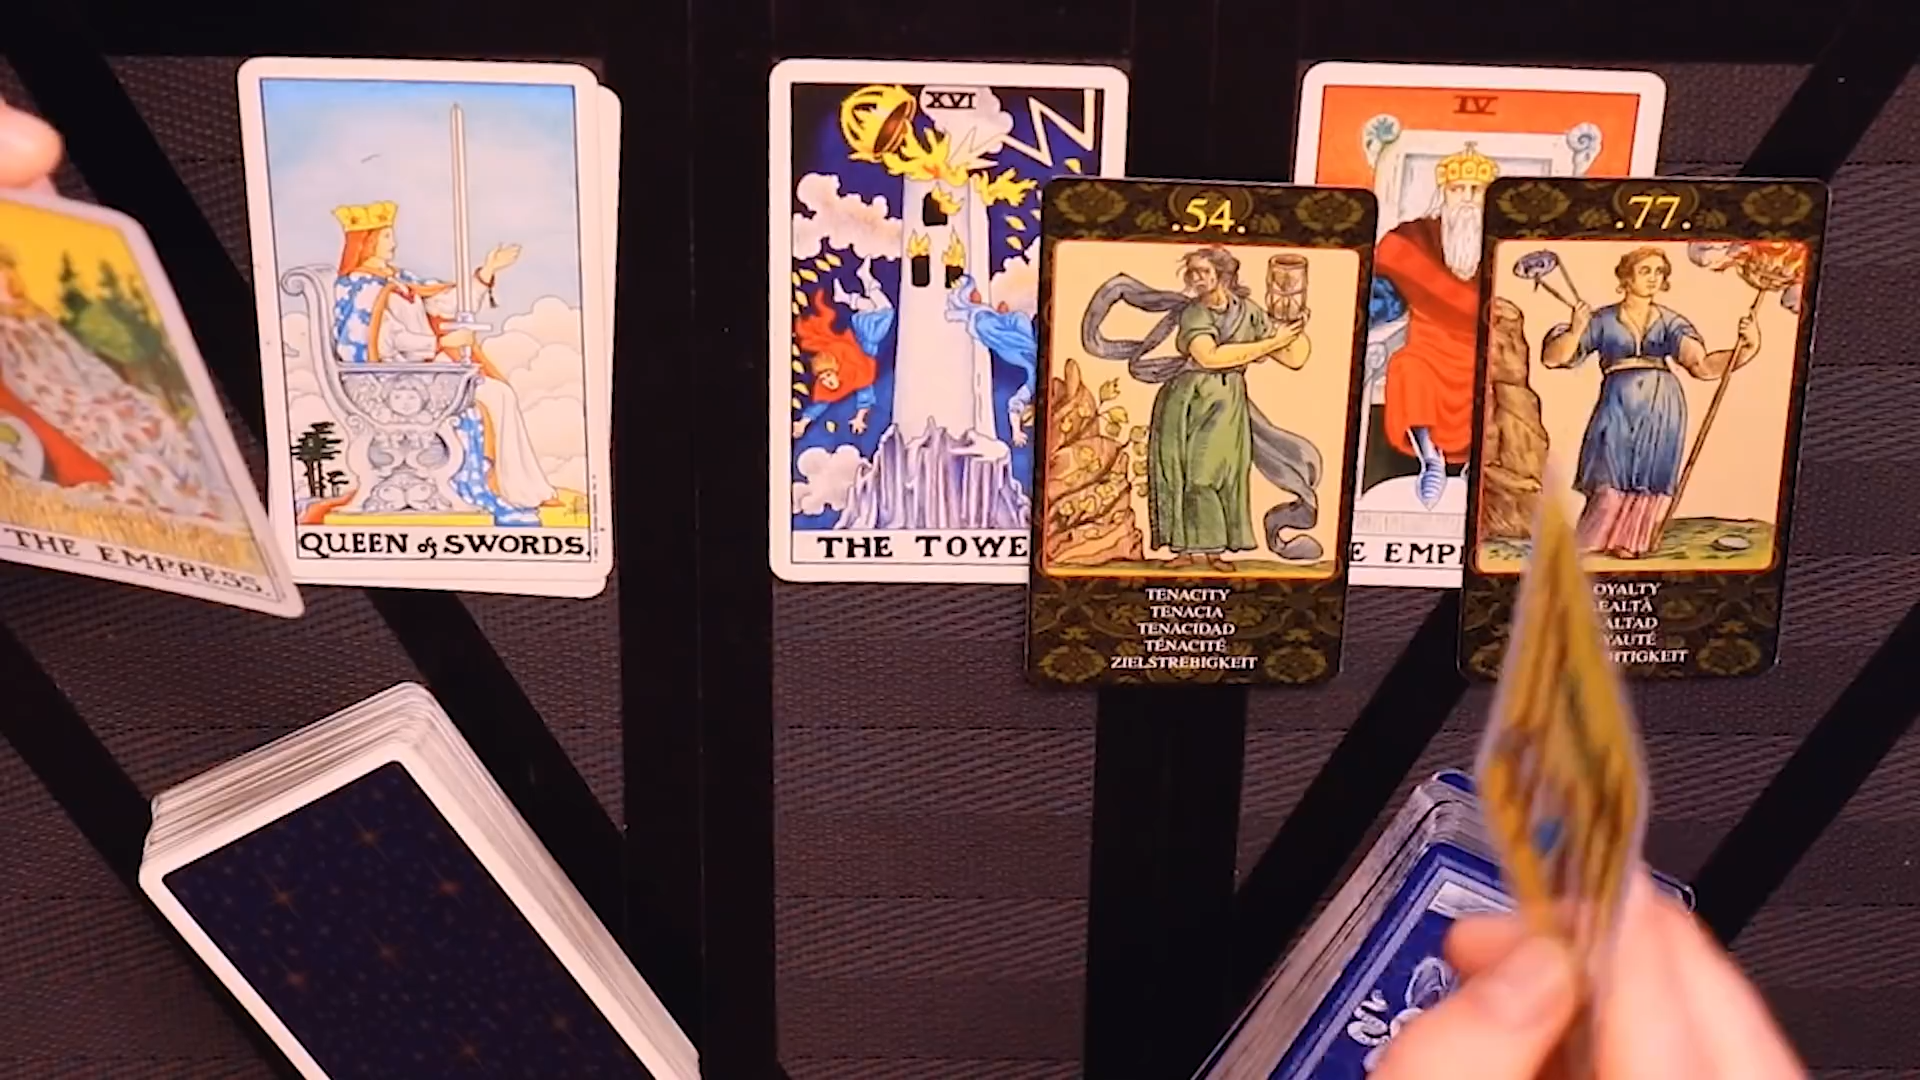 THE EMPRESS.
QUEEN of SWORDS.
XVI
THE TOWE
IV
E EMP
.54.
TENACITY
TENACIA
TENACIDAD
TÉNACITÉ
ZIELSTREBIGKEIT
.77.
OYALTY
EALTÀ
ALTAD
YAUTÉ
HTIGKEIT